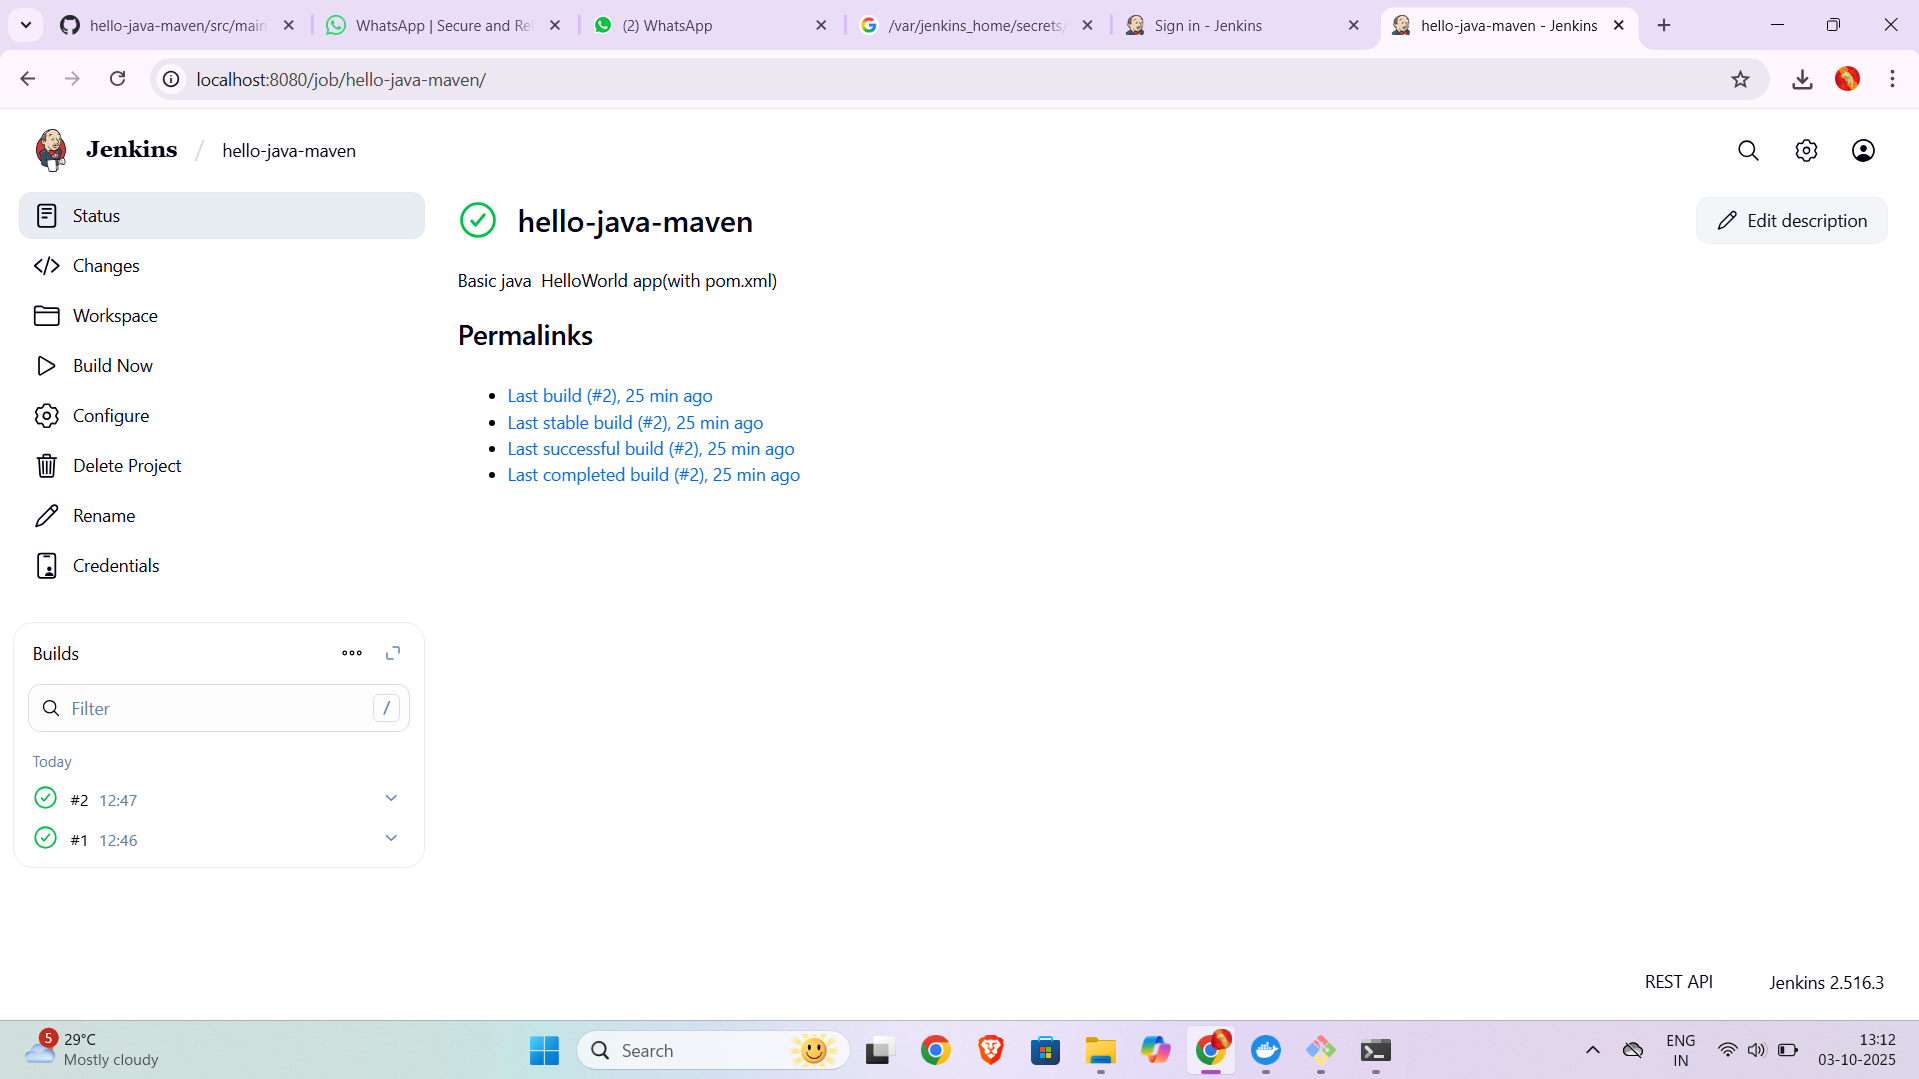 hello-java-maven/src/main
WhatsApp | Secure and Rel
(2) WhatsApp
/var/jenkins_home/secrets/
Sign in - Jenkins
hello-java-maven - Jenkins
localhost:8080/job/hello-java-maven/
Jenkins / hello-java-maven
Status
Changes
Workspace
Build Now
Configure
Delete Project
Rename
Credentials
Builds
Filter /
Today
#2 12:47
#1 12:46
hello-java-maven
Edit description
Basic java  HelloWorld app(with pom.xml)
Permalinks
Last build (#2), 25 min ago
Last stable build (#2), 25 min ago
Last successful build (#2), 25 min ago
Last completed build (#2), 25 min ago
REST API
Jenkins 2.516.3
5
29°C
Mostly cloudy
Search
ENG
IN
13:12
03-10-2025